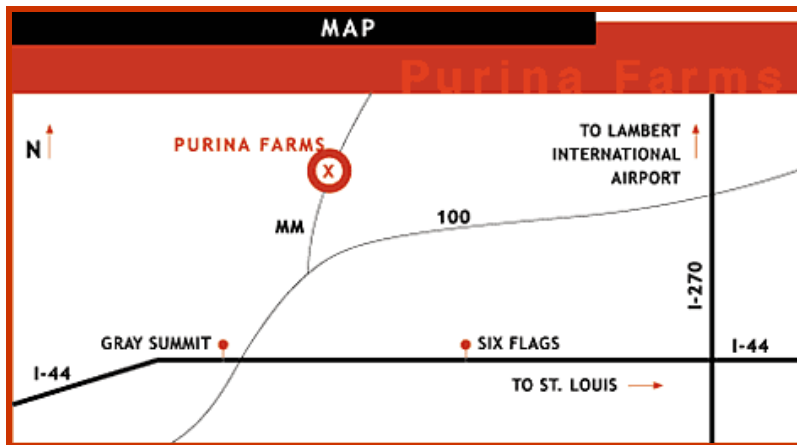 MAP
Purina Farms
N
PURINA FARMS
X
TO LAMBERT
INTERNATIONAL
AIRPORT
MM
100
I-270
GRAY SUMMIT
SIX FLAGS
I-44
I-44
TO ST. LOUIS